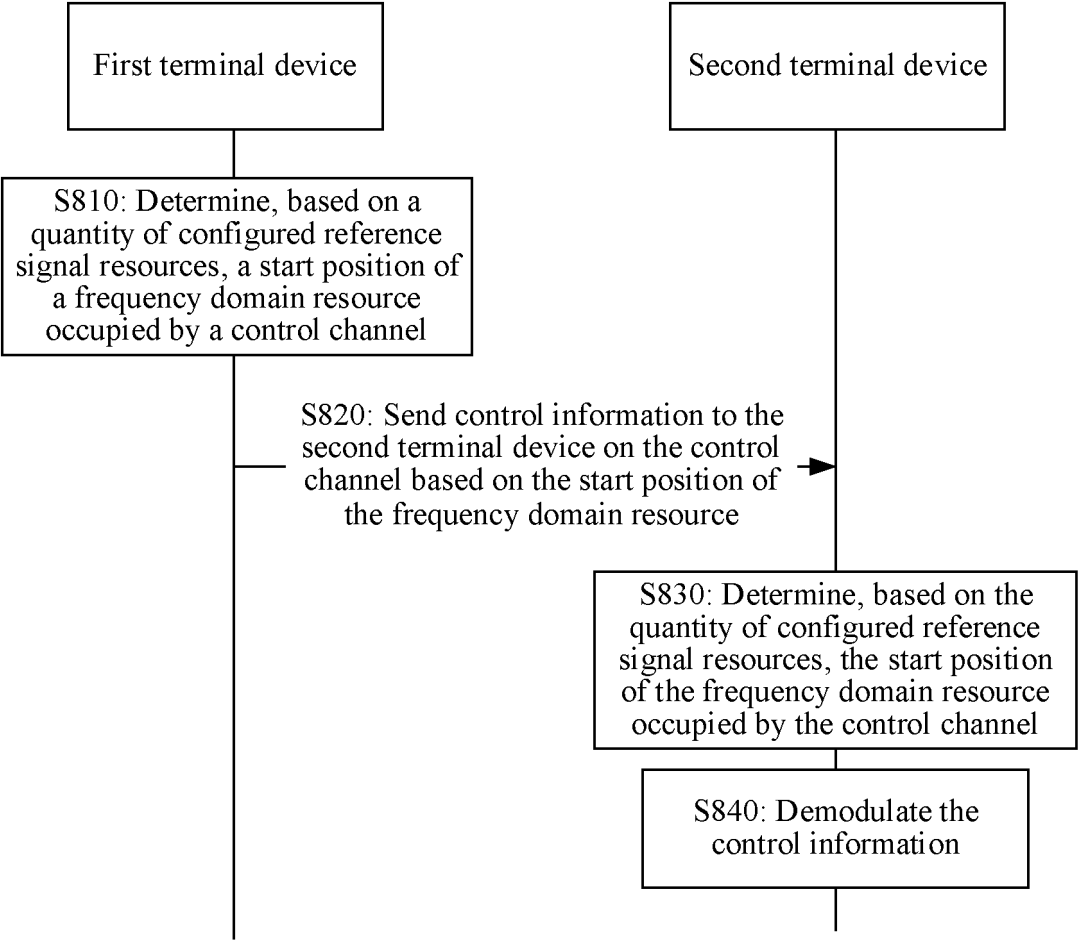 First terminal device
Second terminal device
S810: Determine, based on a
quantity of configured reference
signal resources, a start position of
a frequency domain resource
occupied by a control channel
S820: Send control information to the
second terminal device on the control
channel based on the start position of
the frequency domain resource
S830: Determine, based on the
quantity of configured reference
signal resources, the start position
of the frequency domain resource
occupied by the control channel
S840: Demodulate the
control information